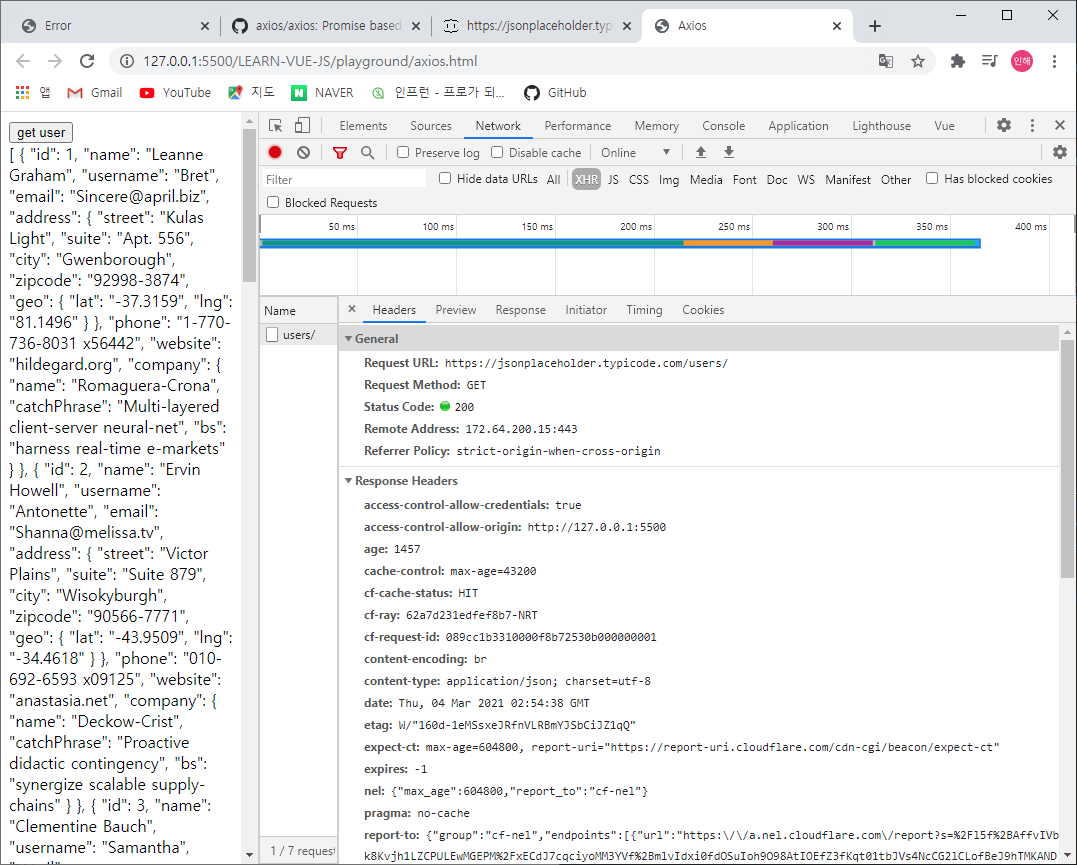 Error
axios/axios: Promise based
https://jsonplaceholder.typ
Axios
127.0.0.1:5500/LEARN-VUE-JS/playground/axios.html
인해
앱
Gmail
YouTube
지도
NAVER
인프런 - 프로가 되...
GitHub
get user
[ { "id": 1, "name": "Leanne
Graham", "username": "Bret",
"email": "Sincere@april.biz",
"address": { "street": "Kulas
Light", "suite": "Apt. 556",
"city": "Gwenborough",
"zipcode": "92998-3874",
"geo": { "lat": "-37.3159", "lng":
"81.1496" } }, "phone": "1-770-
736-8031 x56442", "website":
"hildegard.org", "company": {
"name": "Romaguera-Crona",
"catchPhrase": "Multi-layered
client-server neural-net", "bs":
"harness real-time e-markets"
} }, { "id": 2, "name": "Ervin
Howell", "username":
"Antonette", "email":
"Shanna@melissa.tv",
"address": { "street": "Victor
Plains", "suite": "Suite 879",
"city": "Wisokyburgh",
"zipcode": "90566-7771",
"geo": { "lat": "-43.9509", "lng":
"-34.4618" } }, "phone": "010-
692-6593 x09125", "website":
"anastasia.net", "company": {
"name": "Deckow-Crist",
"catchPhrase": "Proactive
didactic contingency", "bs":
"synergize scalable supply-
chains" } }, { "id": 3, "name":
"Clementine Bauch",
"username": "Samantha",
Elements Sources Network Performance Memory Console Application Lighthouse Vue
Preserve log Disable cache Online
Filter Hide data URLs All XHR JS CSS Img Media Font Doc WS Manifest Other Has blocked cookies
Blocked Requests
50 ms 100 ms 150 ms 200 ms 250 ms 300 ms 350 ms 400 ms
Name
users/
1 / 7 request
Headers Preview Response Initiator Timing Cookies
General
Request URL: https://jsonplaceholder.typicode.com/users/
Request Method: GET
Status Code: 200
Remote Address: 172.64.200.15:443
Referrer Policy: strict-origin-when-cross-origin
Response Headers
access-control-allow-credentials: true
access-control-allow-origin: http://127.0.0.1:5500
age: 1457
cache-control: max-age=43200
cf-cache-status: HIT
cf-ray: 62a7d231edfef8b7-NRT
cf-request-id: 089cc1b3310000f8b72530b000000001
content-encoding: br
content-type: application/json; charset=utf-8
date: Thu, 04 Mar 2021 02:54:38 GMT
etag: W/"160d-1eMSsxeJRfnVLRBmYJSbCiJZ1qQ"
expect-ct: max-age=604800, report-uri="https://report-uri.cloudflare.com/cdn-cgi/beacon/expect-ct"
expires: -1
nel: {"max_age":604800,"report_to":"cf-nel"}
pragma: no-cache
report-to: {"group":"cf-nel","endpoints":[{"url":"https:\/\/a.nel.cloudflare.com\/report?s=%2Fl5f%2BAffvIVb
k8Kvjh1LZCPULEwMGEPM%2FxECdJ7cqciyoMM3YVf%2BmlvIdxi0fdOSuIoh9O98AtIOEfZ3fKqt01tbJVs4NcCG2lCLofBeJ9hTMKAND